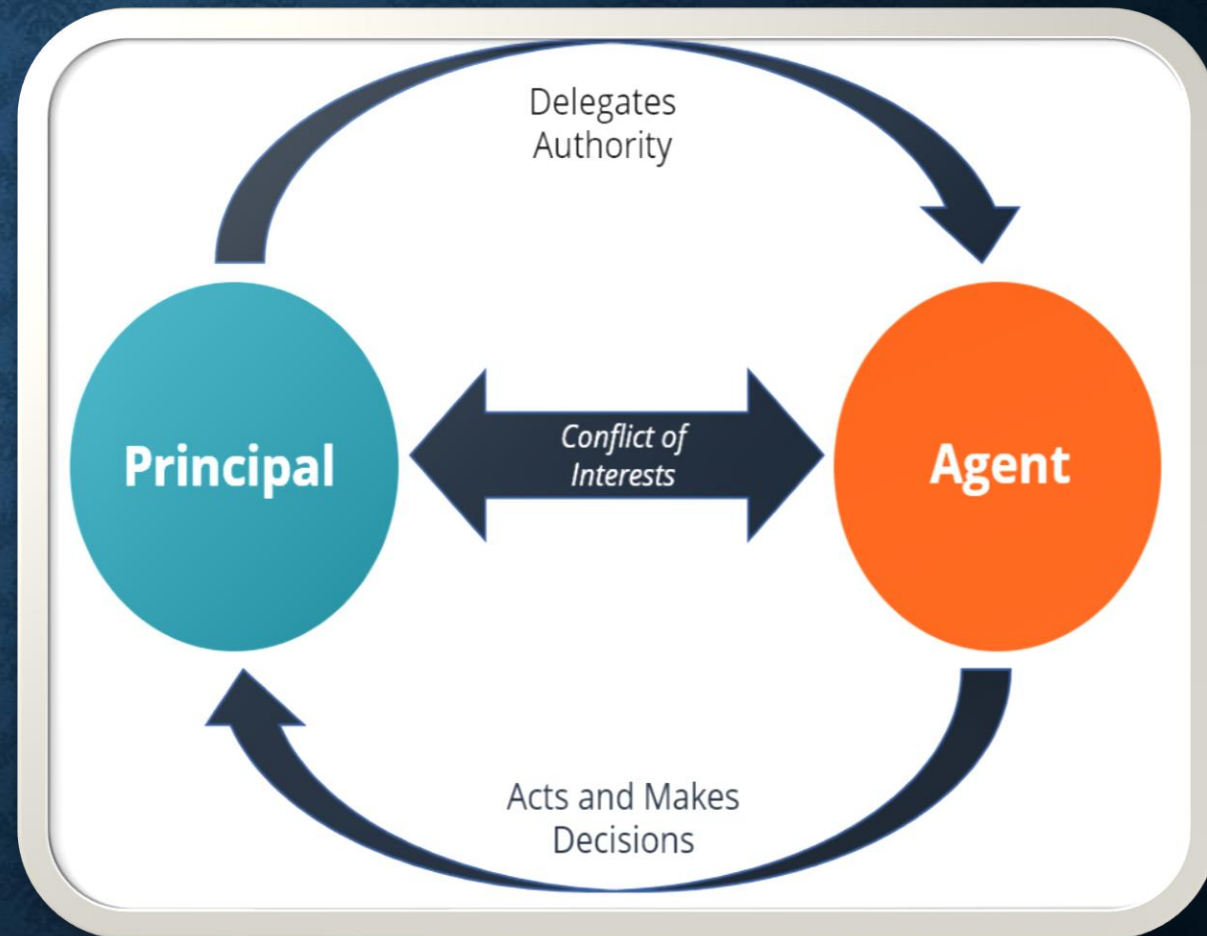 Delegates
Authority
Principal
Conflict of
Interests
Agent
Acts and Makes
Decisions